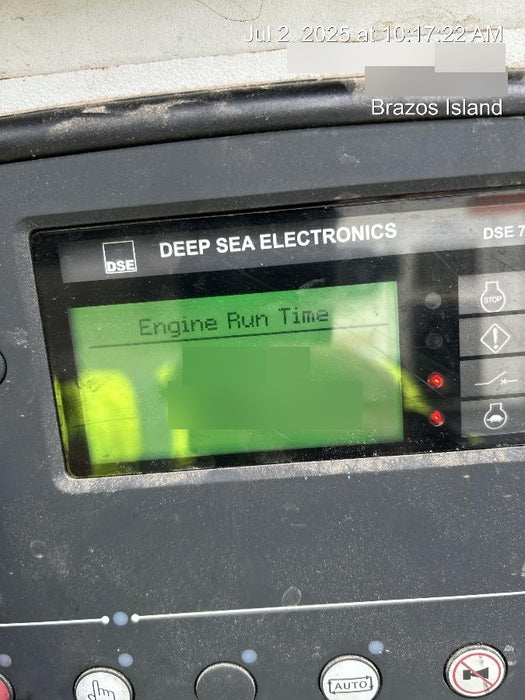 Jul 2, 2025 at 10:17:22 AM
Brazos Island
DSE
DEEP SEA ELECTRONICS
DSE 7
Engine Run Time
STOP
AUTO